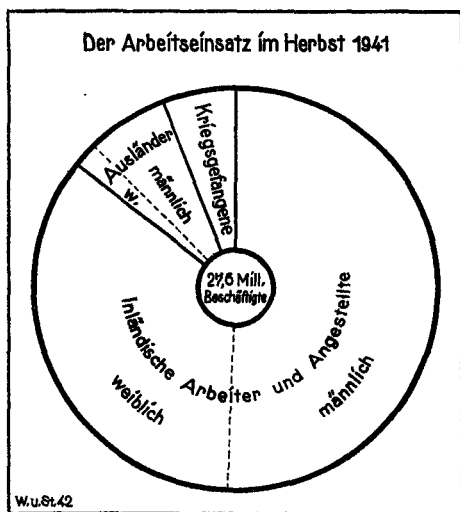 Der Arbeitseinsatz im Herbst 1941
Kriegsgefangene
Ausländer
männlich
w.
27,6 Mill.
Beschäftigte
Inländische Arbeiter und Angestellte
männlich
weiblich
W.u.St.42